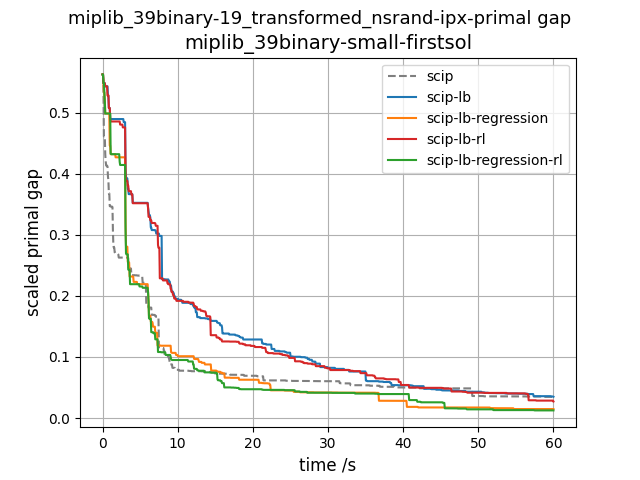 miplib_39binary-19_transformed_nsrand-ipx-primal gap
miplib_39binary-small-firstsol
scip
scip-lb
scip-lb-regression
scip-lb-rl
scip-lb-regression-rl
scaled primal gap
0.5
0.4
0.3
0.2
0.1
0.0
0 10 20 30 40 50 60
time /s